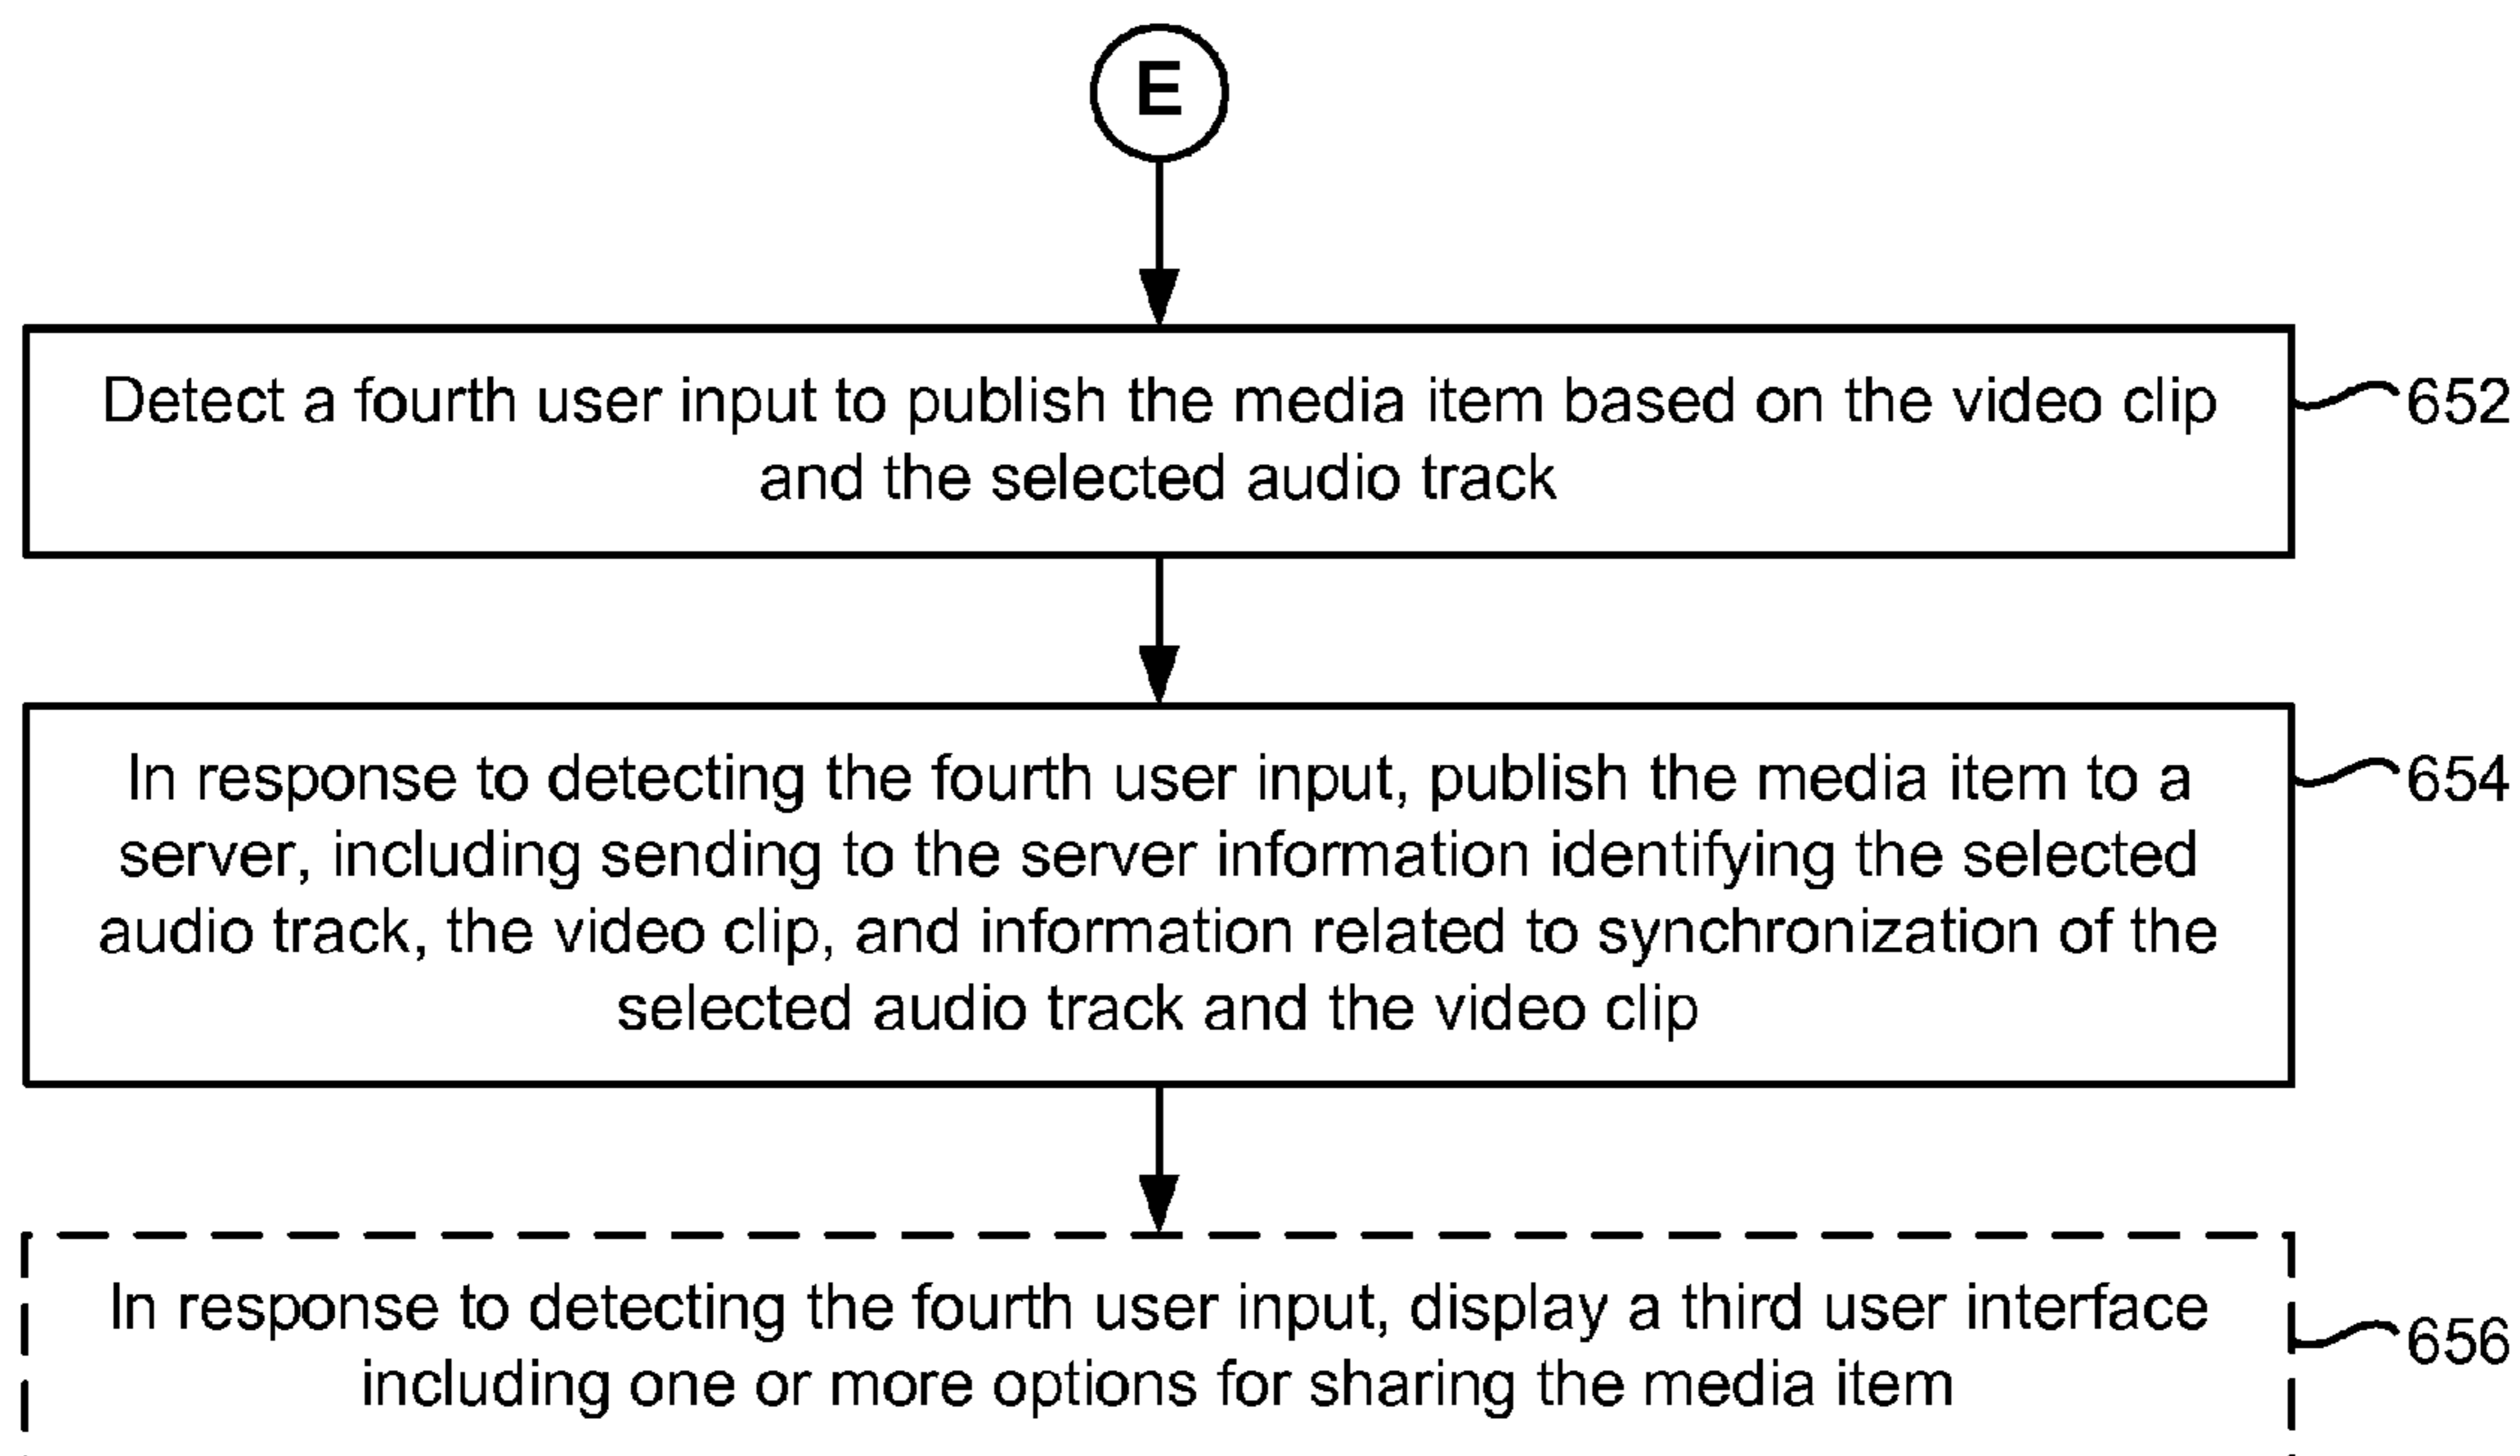 E
Detect a fourth user input to publish the media item based on the video clip
and the selected audio track
652
In response to detecting the fourth user input, publish the media item to a
server, including sending to the server information identifying the selected
audio track, the video clip, and information related to synchronization of the
selected audio track and the video clip
654
In response to detecting the fourth user input, display a third user interface
including one or more options for sharing the media item
656